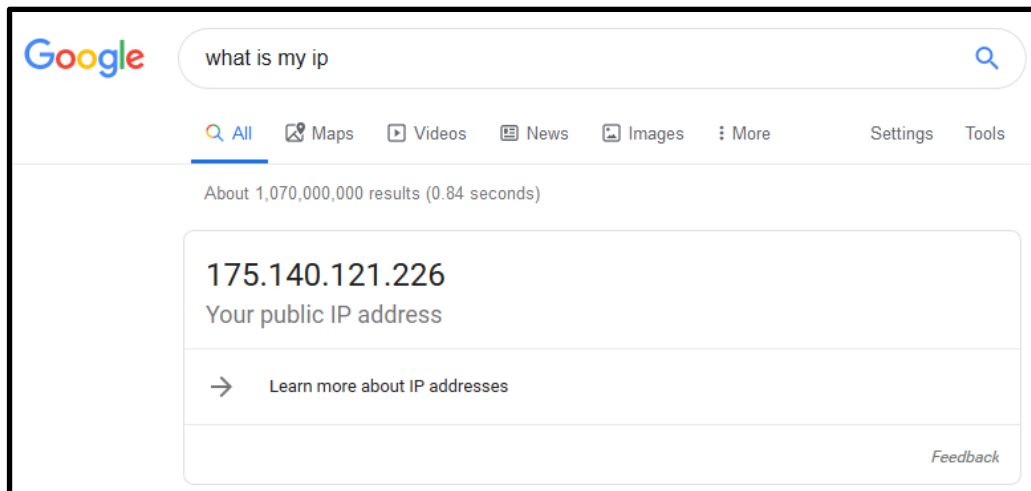 Google what is my ip
All Maps Videos News Images More Settings Tools
About 1,070,000,000 results (0.84 seconds)
175.140.121.226
Your public IP address
Learn more about IP addresses
Feedback